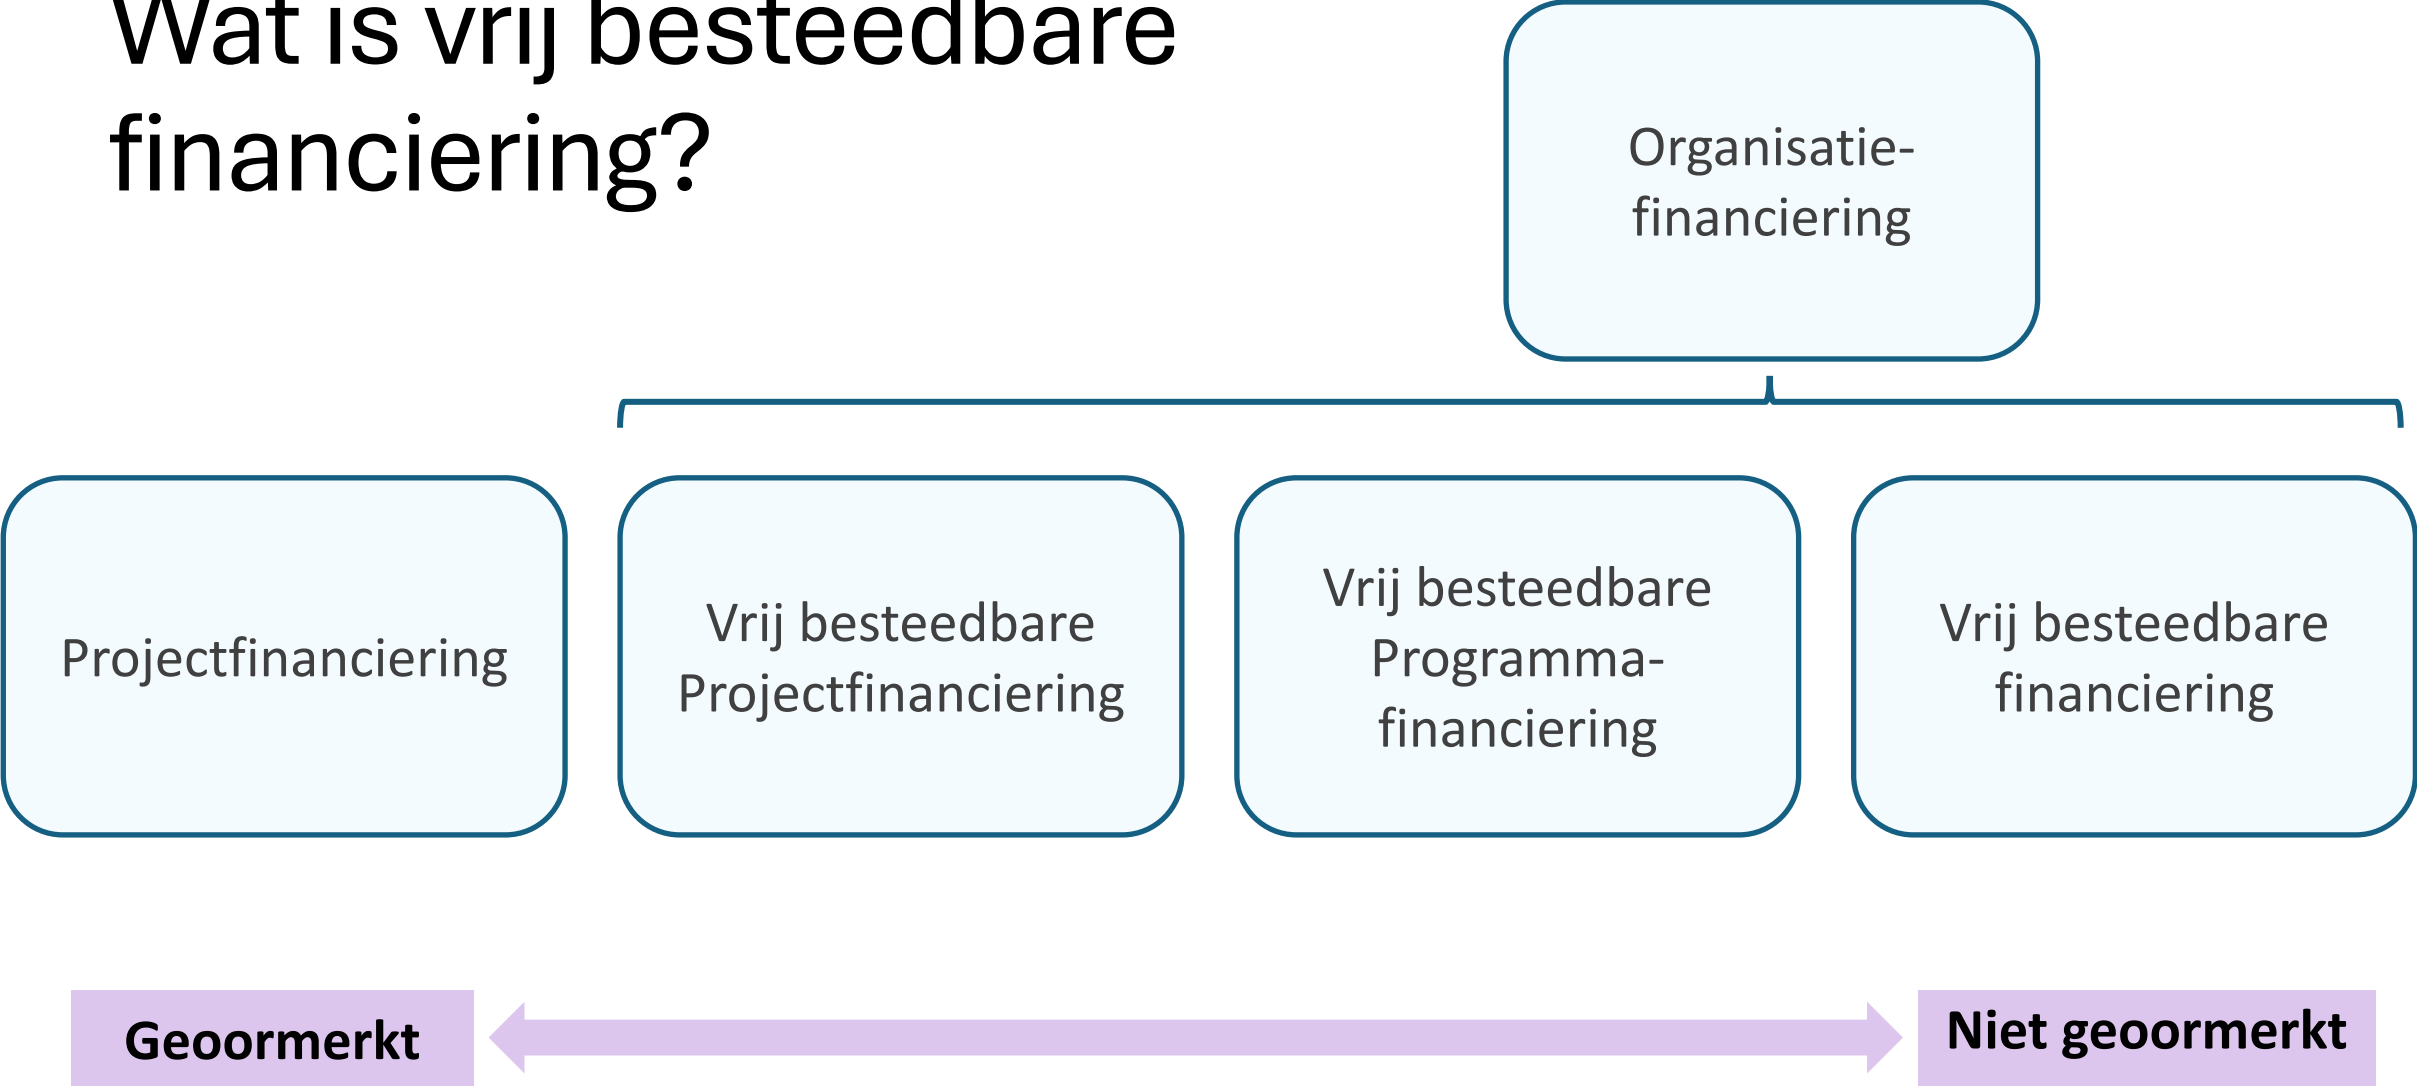 Wat is vrij besteedbare
financiering?
Organisatie-
financiering
Projectfinanciering
Vrij besteedbare
Projectfinanciering
Vrij besteedbare
Programma-
financiering
Vrij besteedbare
financiering
Geoormerkt
Niet geoormerkt